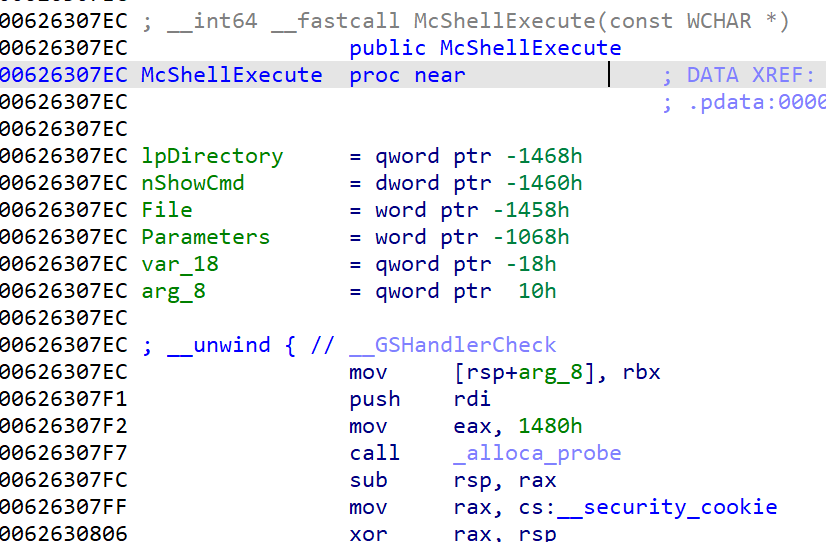 00626307EC ; __int64 __fastcall McShellExecute(const WCHAR *)
00626307EC public McShellExecute
00626307EC McShellExecute proc near ; DATA XREF:
00626307EC ; .pdata:0000
00626307EC
00626307EC lpDirectory = qword ptr -1468h
00626307EC nShowCmd = dword ptr -1460h
00626307EC File = word ptr -1458h
00626307EC Parameters = word ptr -1068h
00626307EC var_18 = qword ptr -18h
00626307EC arg_8 = qword ptr 10h
00626307EC
00626307EC ; __unwind { // __GSHandlerCheck
00626307EC mov [rsp+arg_8], rbx
00626307F1 push rdi
00626307F2 mov eax, 1480h
00626307F7 call _alloca_probe
00626307FC sub rsp, rax
00626307FF mov rax, cs:__security_cookie
0062630806 xor rax, rsp